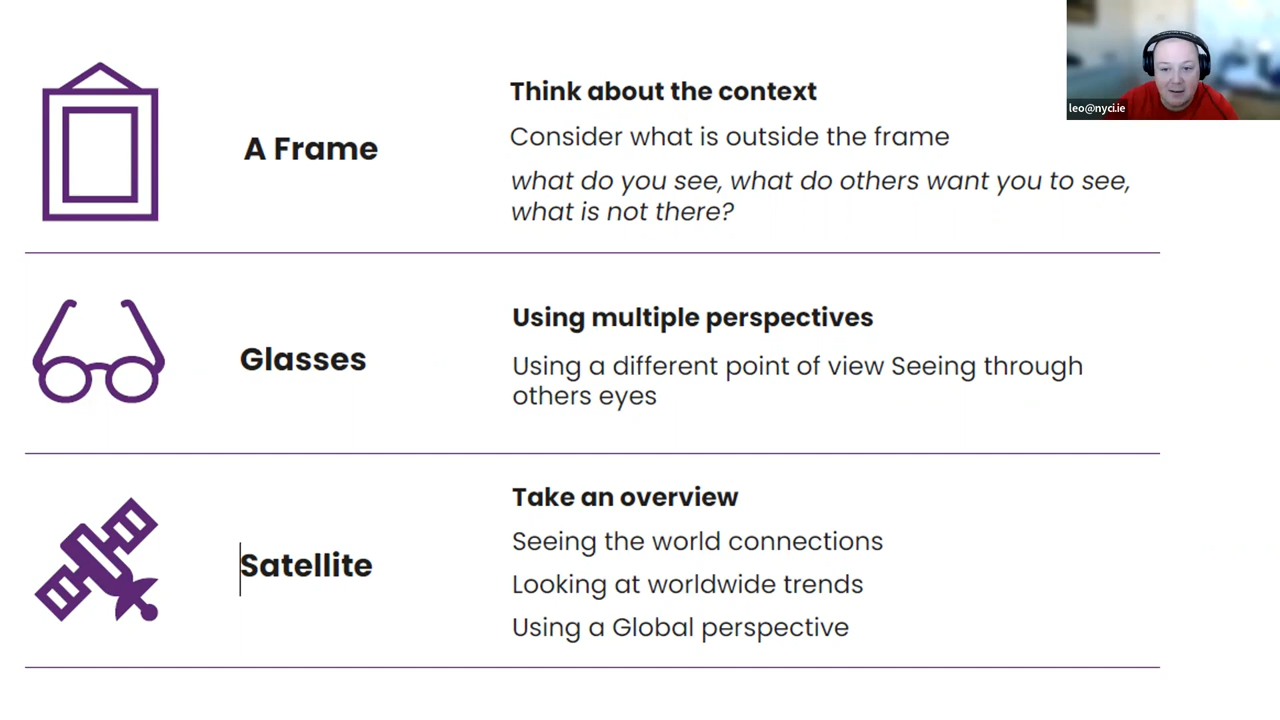 Think about the context
leo@nyci.ie
A Frame
Consider what is outside the frame
what do you see, what do others want you to see,
what is not there?
Using multiple perspectives
Glasses
Using a different point of view Seeing through
others eyes
Take an overview
Seeing the world connections
Satellite
Looking at worldwide trends
Using a Global perspective